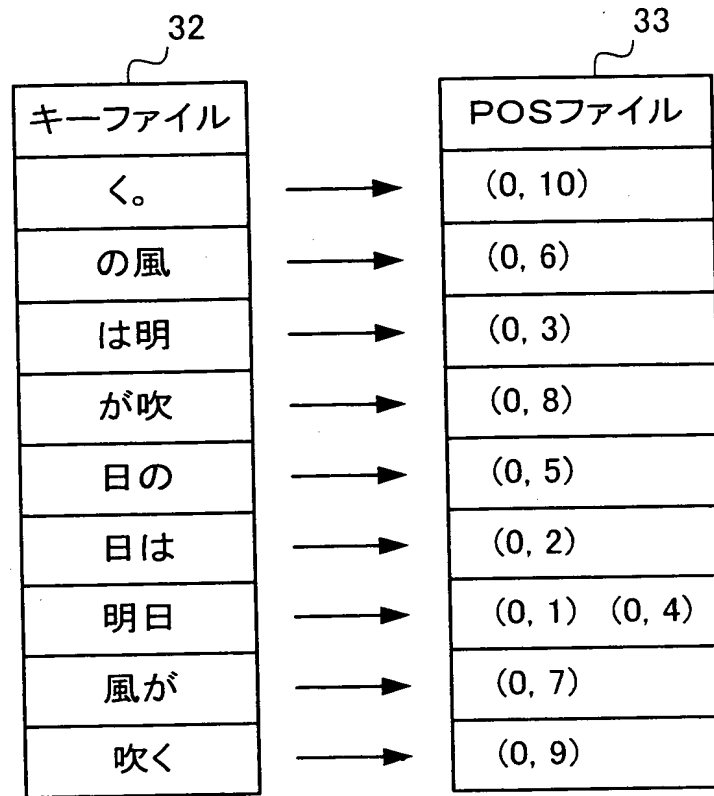 32
33
キーファイル
POSファイル
く。
(0, 10)
の風
(0, 6)
は明
(0, 3)
が吹
(0, 8)
日の
(0, 5)
日は
(0, 2)
明日
(0, 1) (0, 4)
風が
(0, 7)
吹く
(0, 9)